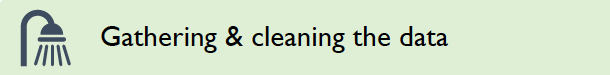 Gathering & cleaning the data